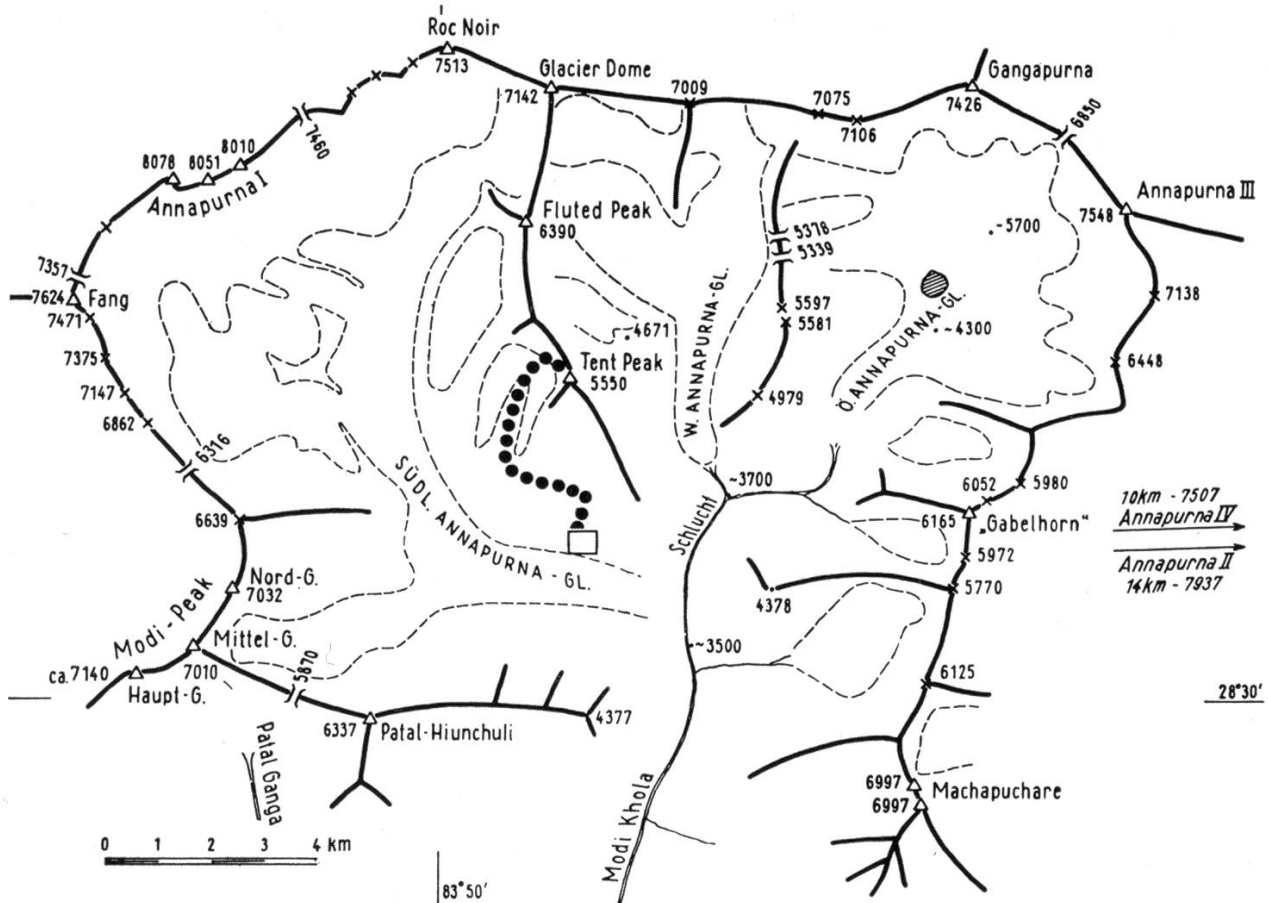 Roc Noir
7513
Glacier Dome
7142
7009
7075
7106
Gangapurna
7426
6850
Annapurna III
7548
7460
8010
8051
8078
Annapurna I
7357
7624 Fang
7471
7375
7147
6862
6316
6639
Fluted Peak
6390
~4671
Tent Peak
5550
5378
5339
5597
5581
4979
W. ANNAPURNA-GL.
5700
Ö. ANNAPURNA-GL.
~4300
7138
6448
5980
6052
6165 „Gabelhorn"
5972
5770
10km - 7507
Annapurna IV
Annapurna II
14km - 7937
~3700
Schlucht
SÜDL. ANNAPURNA-GL.
4378
~3500
Nord-G.
7032
Modi-Peak
Mittel-G.
7010
ca. 7140
Haupt-G.
5870
6337 Patal-Hiunchuli
4377
Patal Ganga
6125
28°30'
6997
6997
Machapuchare
Modi Khola
0 1 2 3 4 km
83°50'